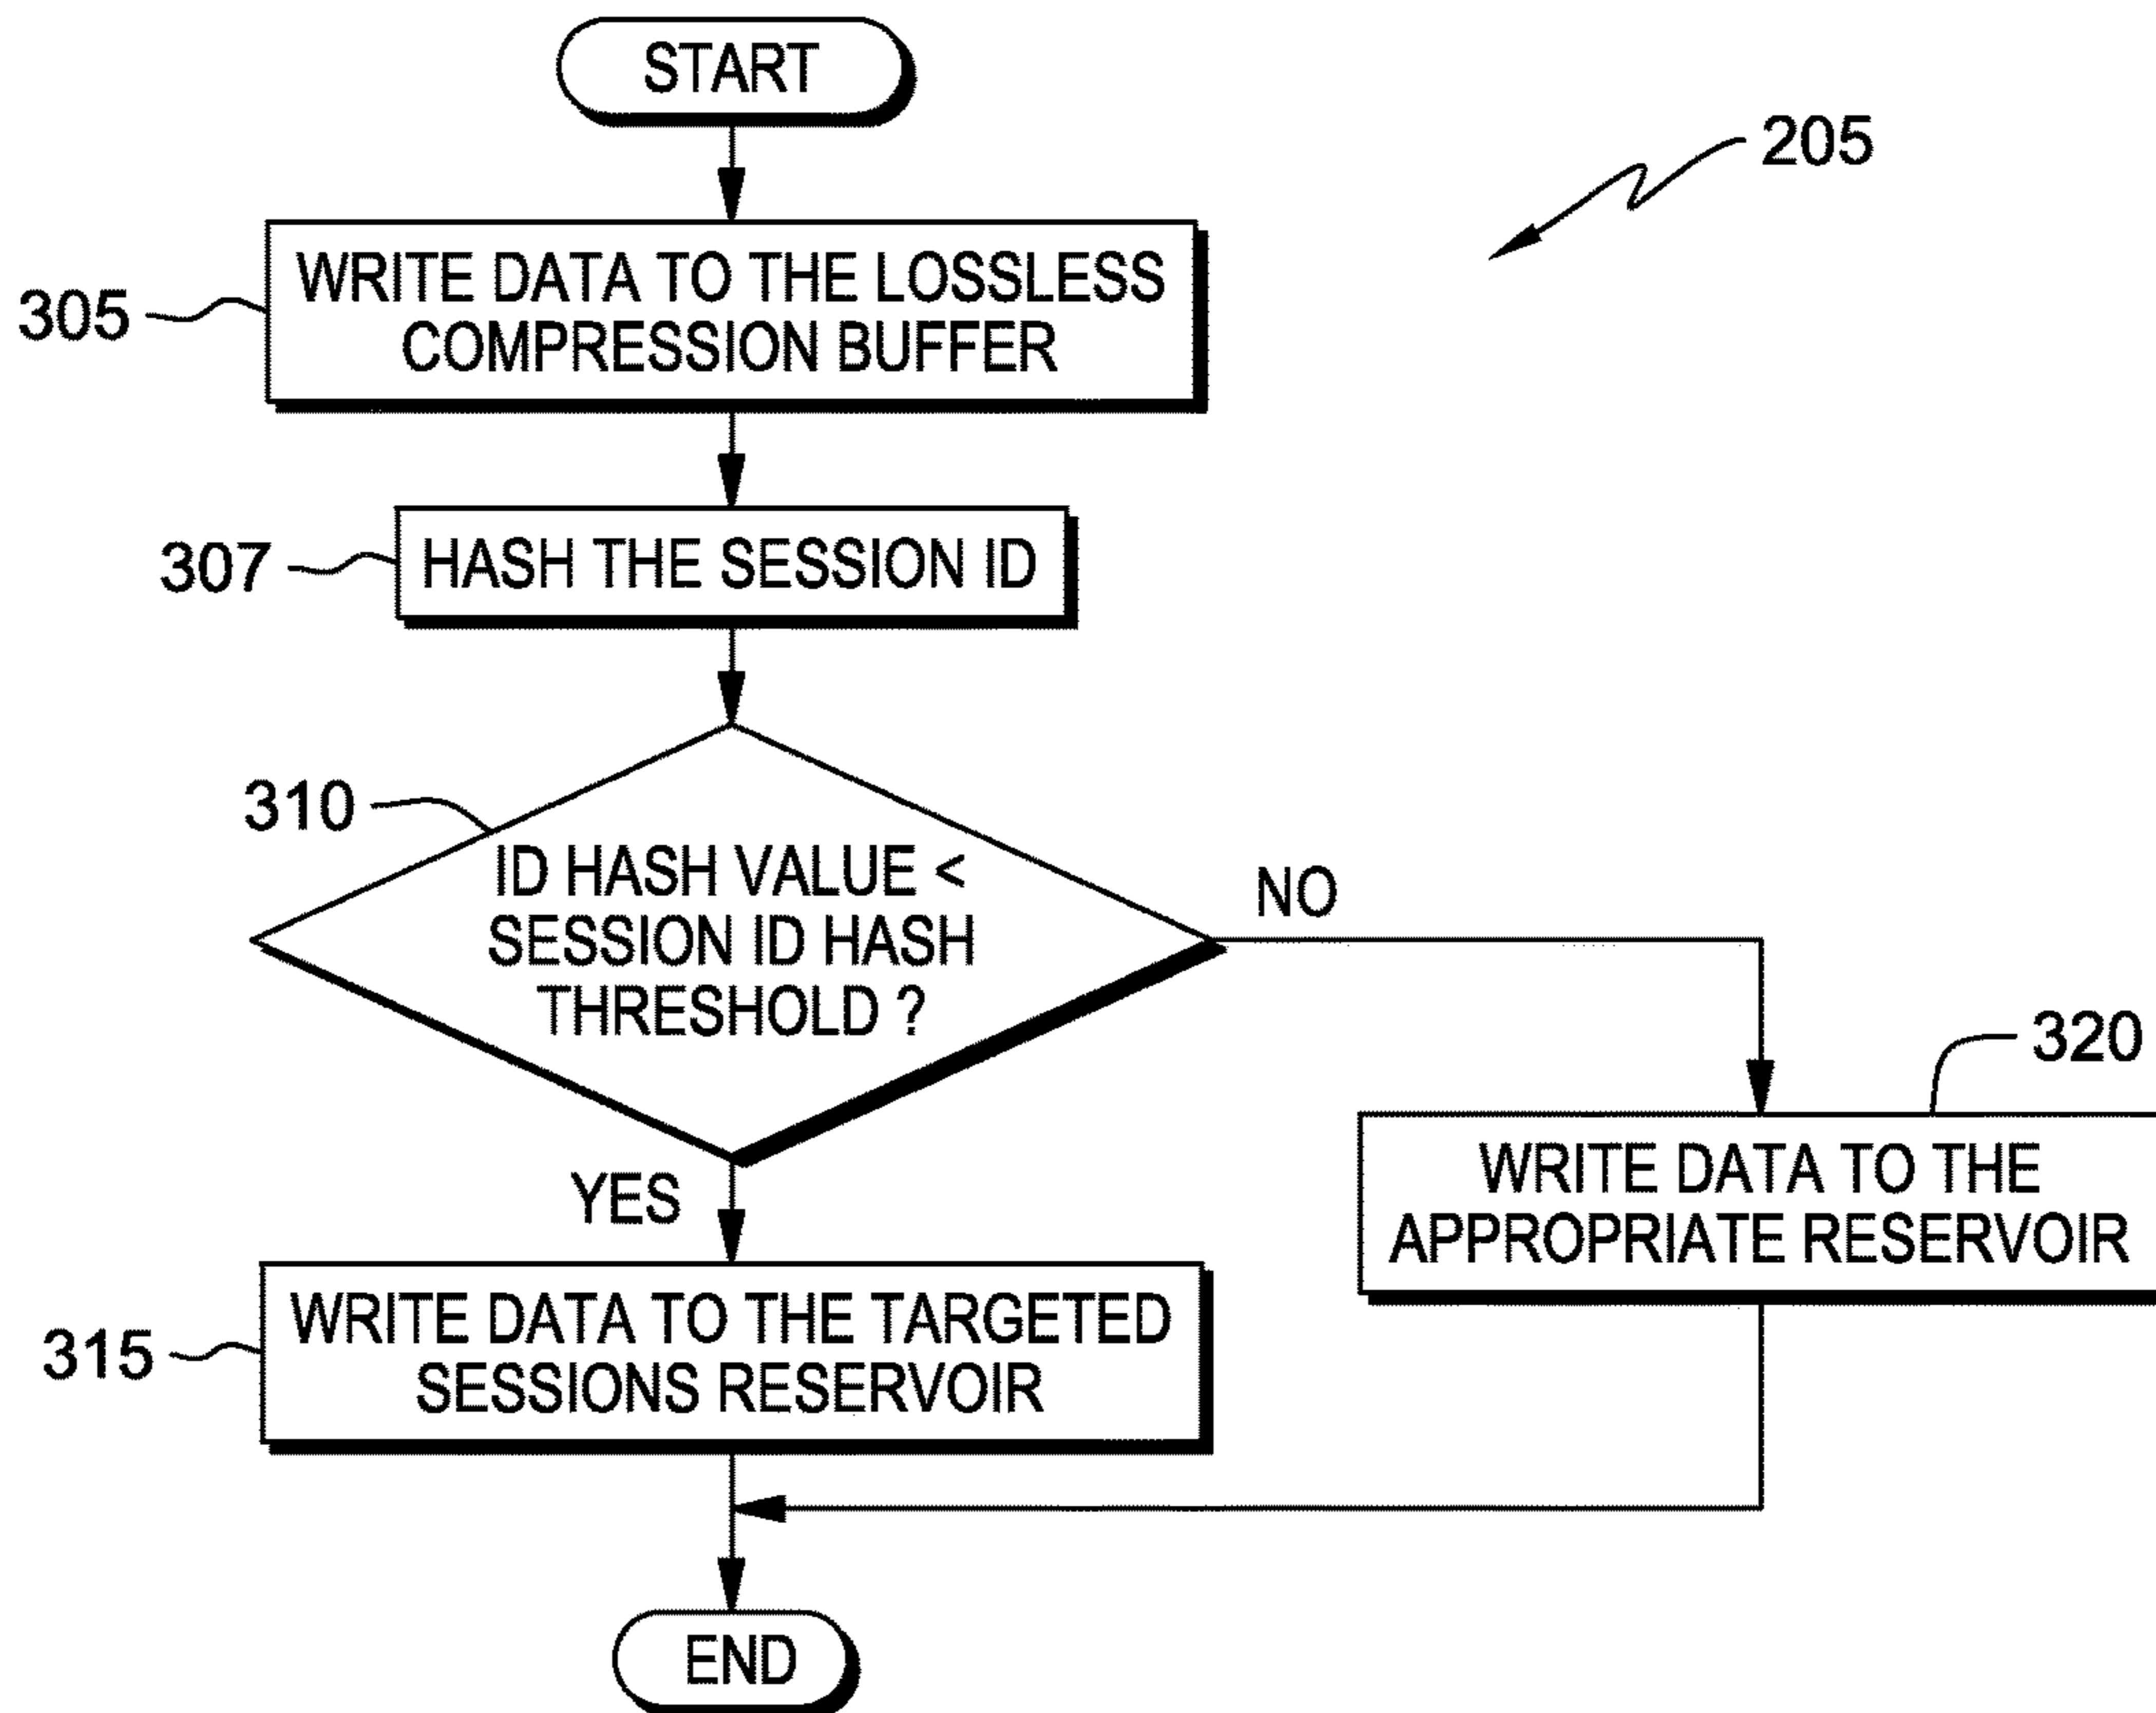 START
205
305
WRITE DATA TO THE LOSSLESS
COMPRESSION BUFFER
307
HASH THE SESSION ID
310
ID HASH VALUE <
SESSION ID HASH
THRESHOLD ?
NO
YES
320
WRITE DATA TO THE
APPROPRIATE RESERVOIR
315
WRITE DATA TO THE TARGETED
SESSIONS RESERVOIR
END